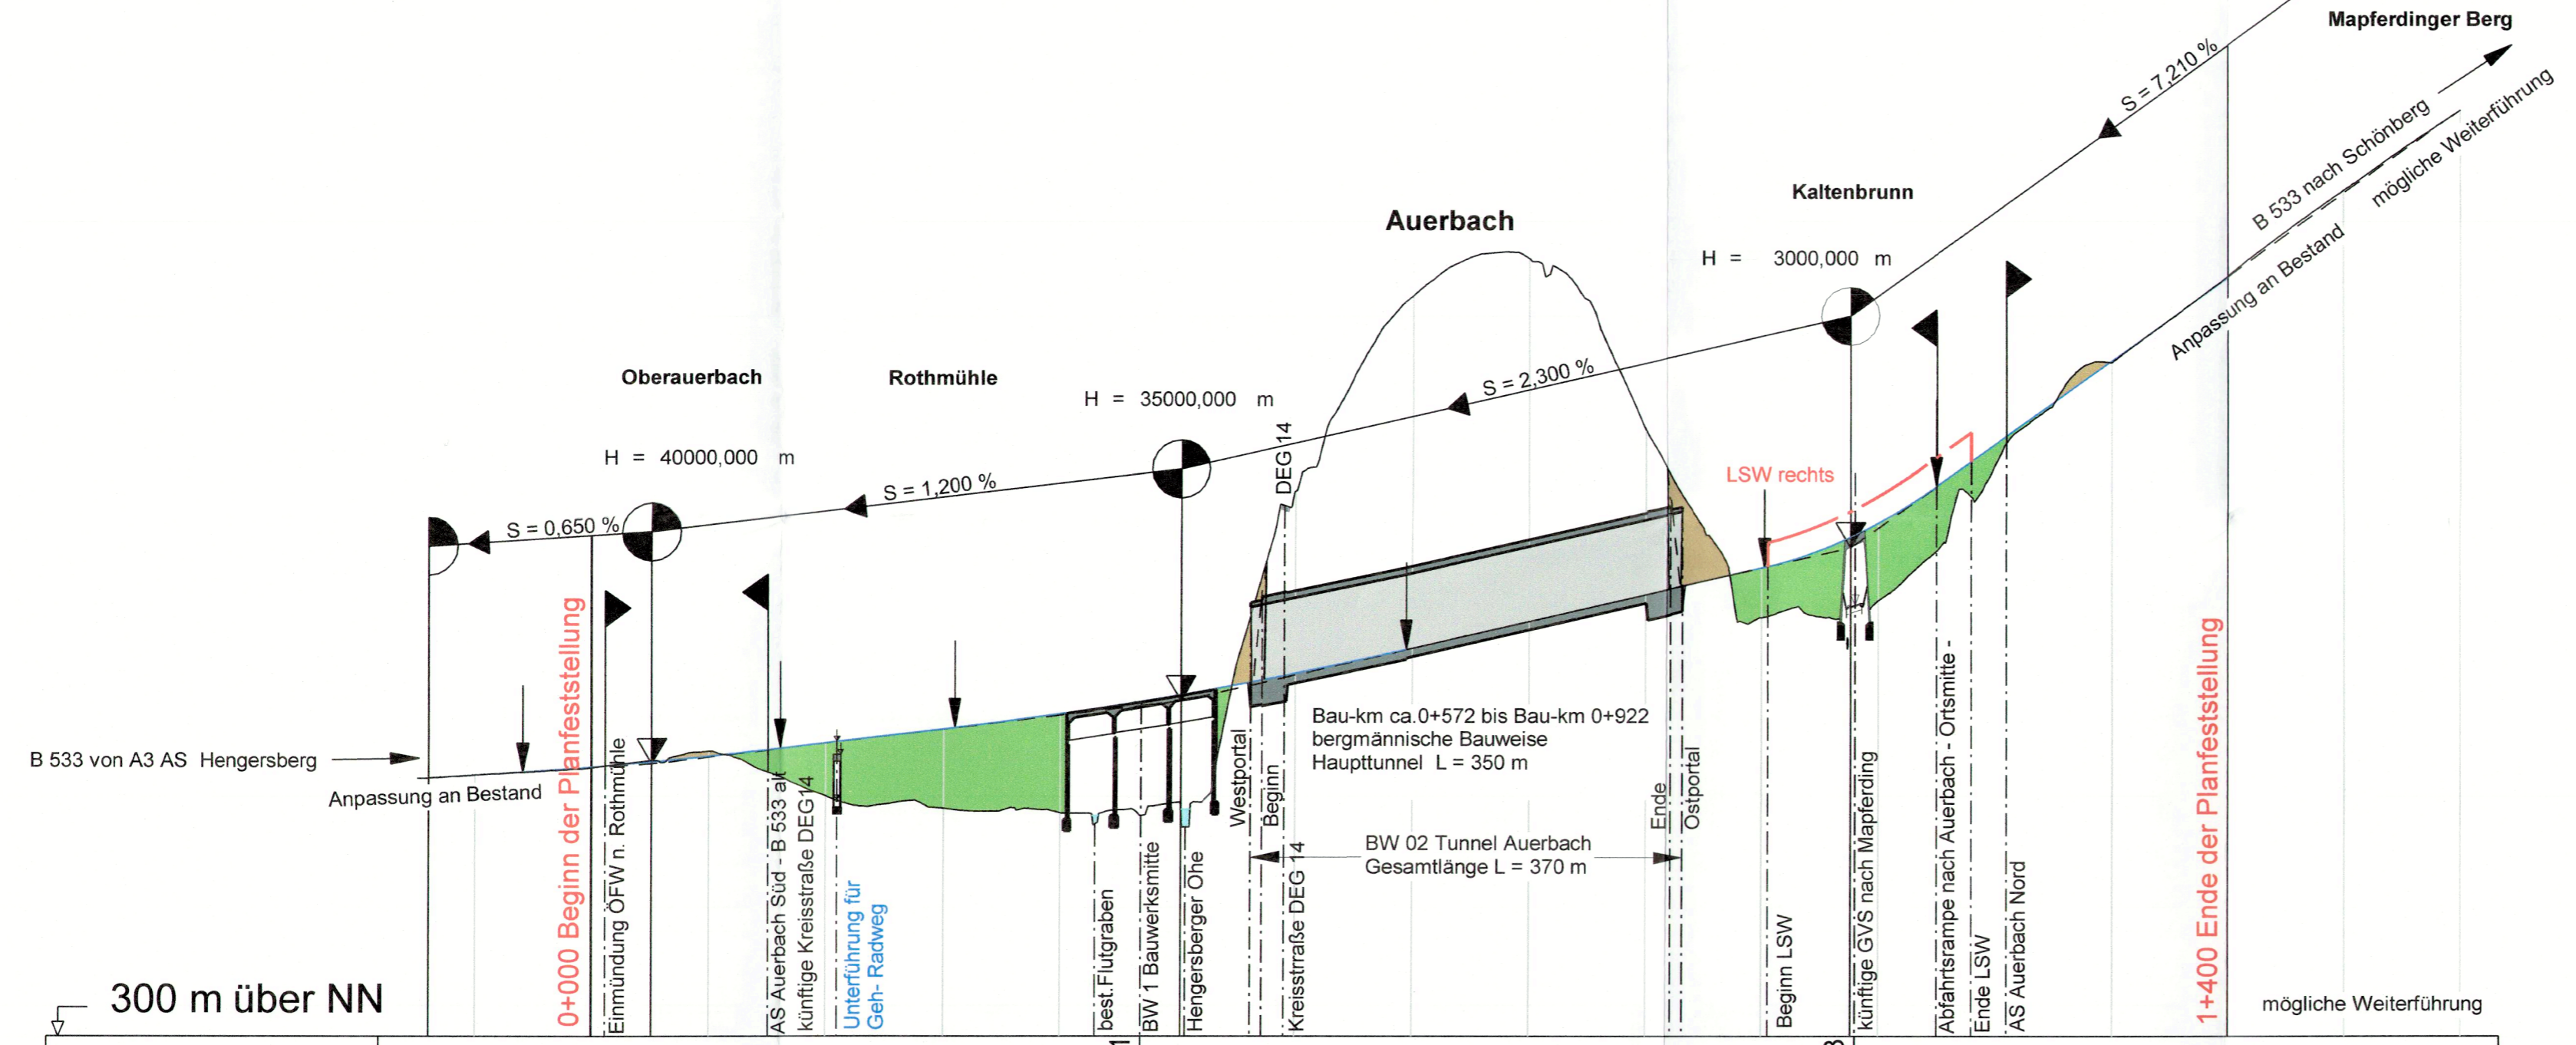 Mapferdinger Berg
S = 7,210 %
B 533 nach Schönberg
mögliche Weiterführung
Anpassung an Bestand
Kaltenbrunn
Auerbach
H = 3000,000 m
S = 2,300 %
Oberauerbach
Rothmühle
H = 35000,000 m
H = 40000,000 m
S = 1,200 %
S = 0,650 %
DEG 14
LSW rechts
B 533 von A3 AS Hengersberg
Anpassung an Bestand
0+000 Beginn der Planfeststellung
Einmündung ÖFW n. Rothmühle
AS Auerbach Süd - B 533 alt
künftige Kreisstraße DEG14
Unterführung für
Geh- Radweg
best.Flutgraben
BW 1 Bauwerksmitte
Hengersberger Ohe
Westportal
Beginn
Kreisstrraße DEG 14
Bau-km ca.0+572 bis Bau-km 0+922
bergmännische Bauweise
Haupttunnel L = 350 m
BW 02 Tunnel Auerbach
Gesamtlänge L = 370 m
Ende
Ostportal
Beginn LSW
künftige GVS nach Mapferding
Abfahrtsrampe nach Auerbach - Ortsmitte -
Ende LSW
AS Auerbach Nord
1+400 Ende der Planfeststellung
300 m über NN
mögliche Weiterführung